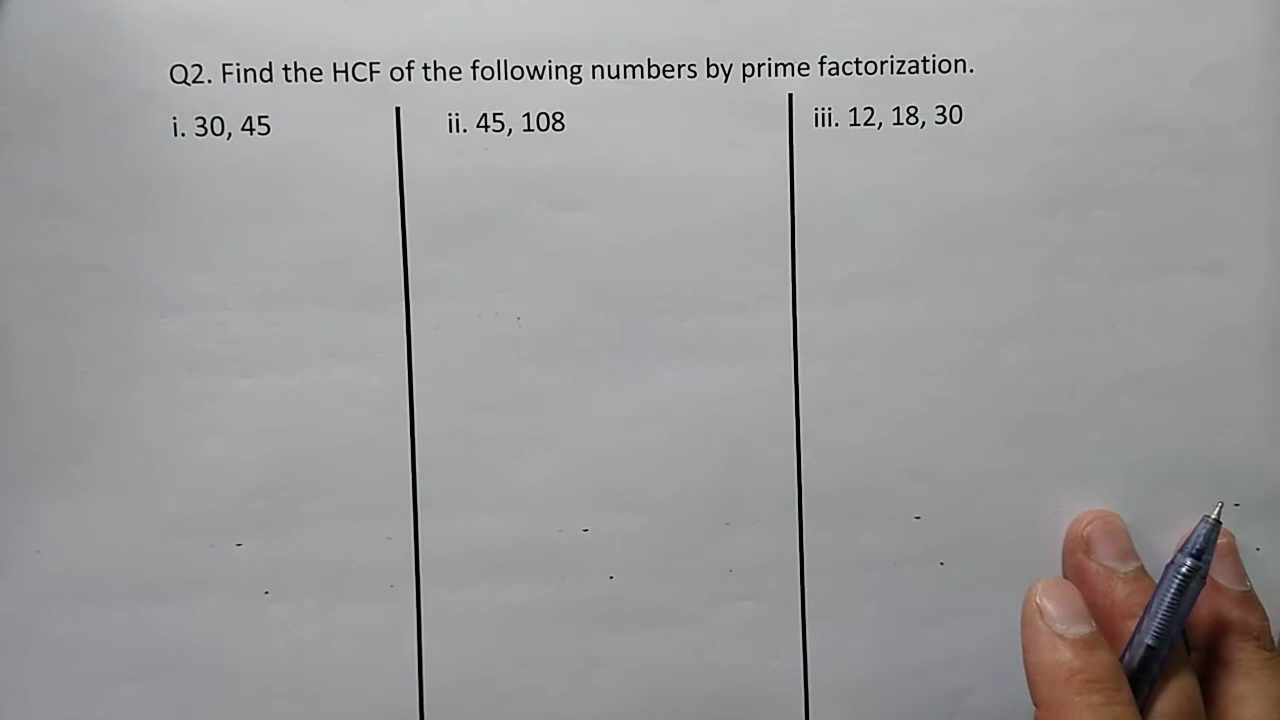 Q2. Find the HCF of the following numbers by prime factorization.
i. 30, 45
ii. 45, 108
iii. 12, 18, 30